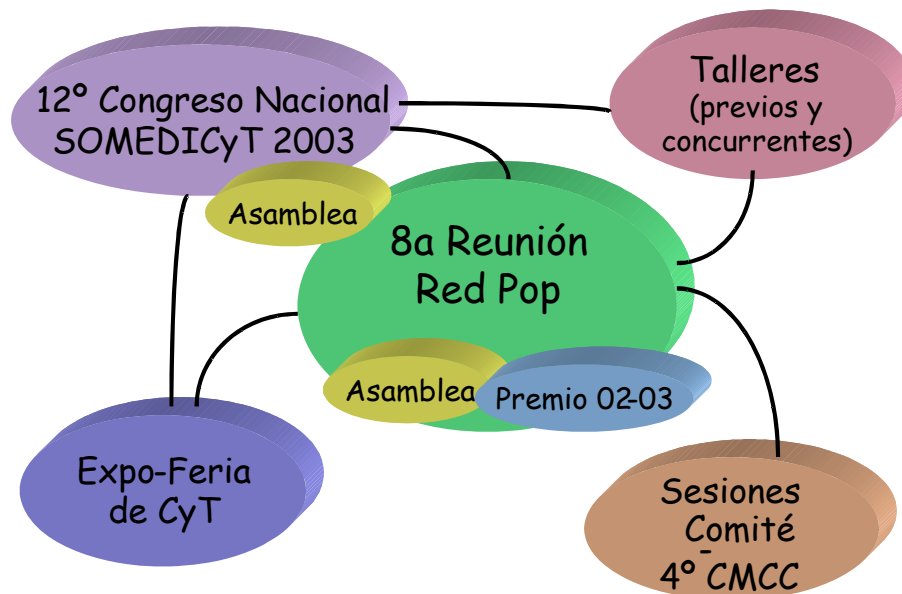 12º Congreso Nacional
SOMEDICyT 2003
Talleres
(previos y
concurrentes)
Asamblea
8a Reunión
Red Pop
Asamblea
Premio 02-03
Expo-Feria
de CyT
Sesiones
Comité
-
4º CMCC